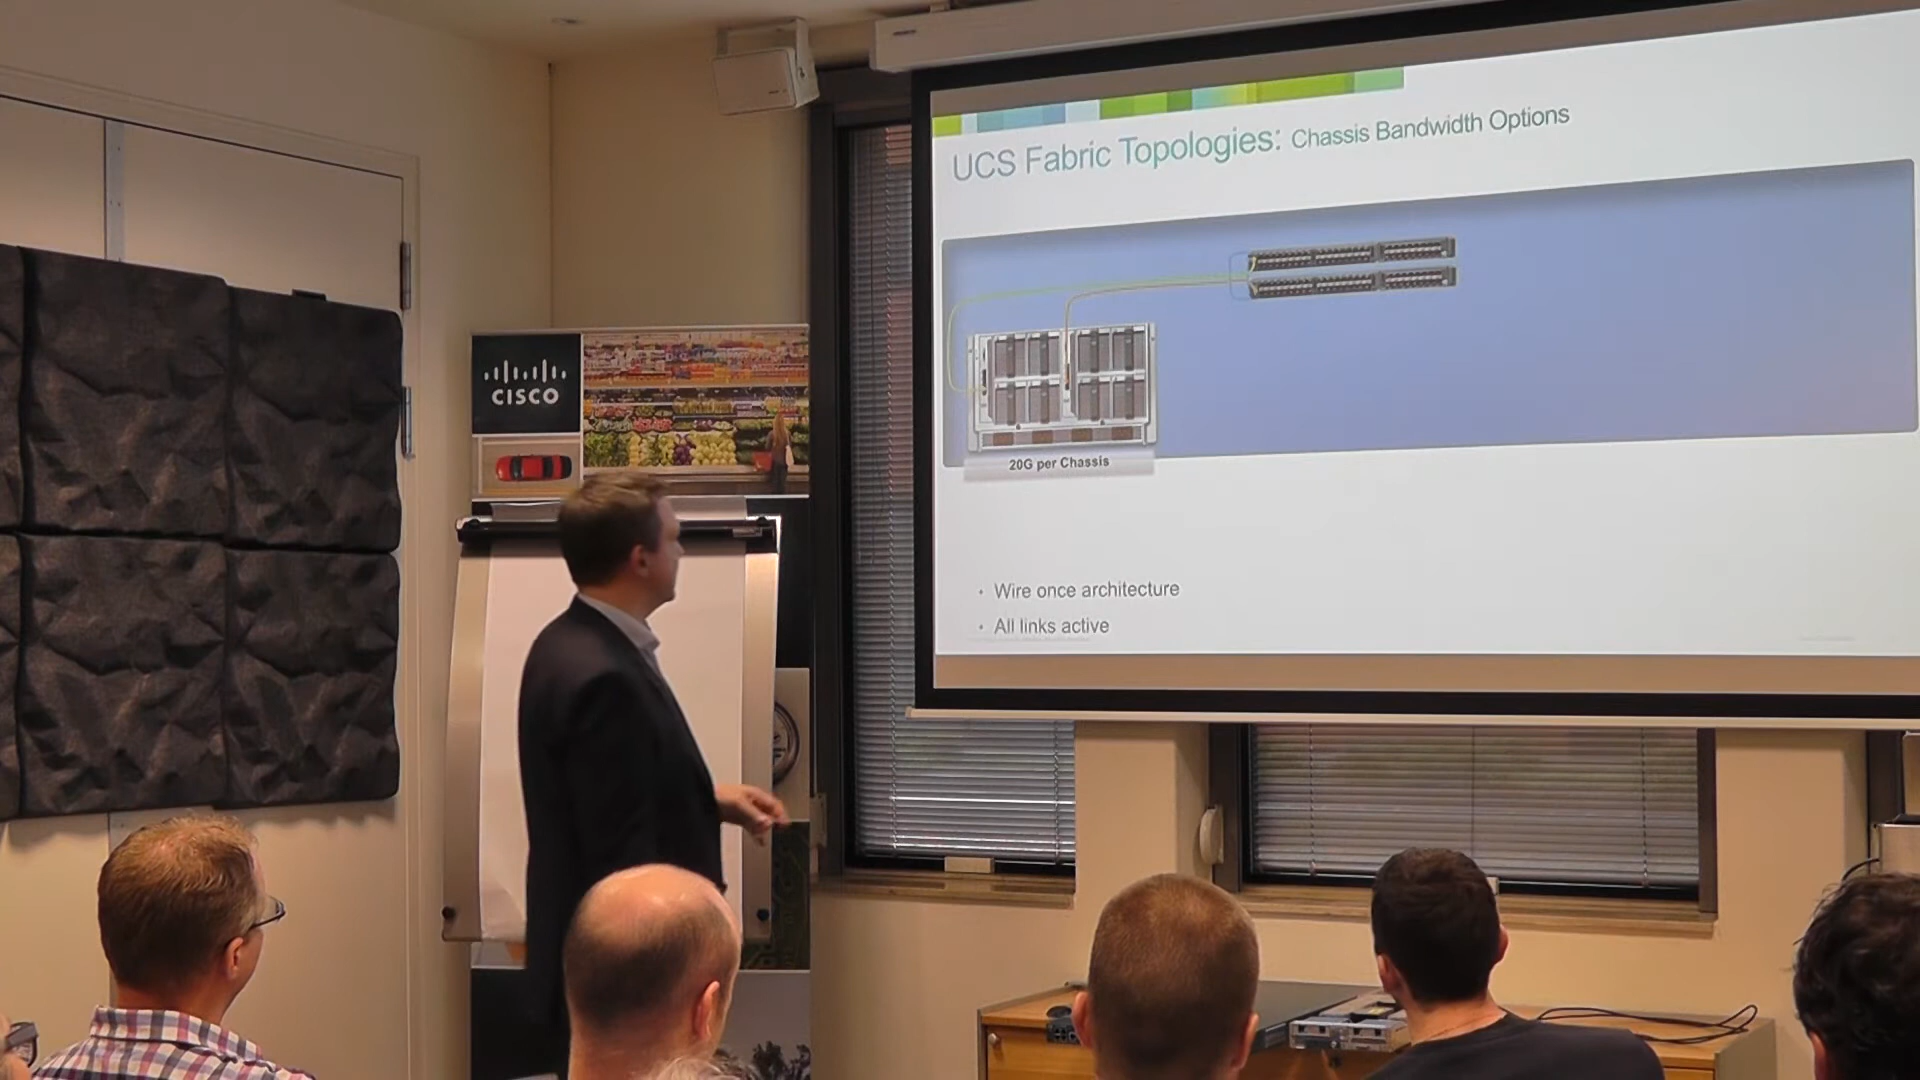 UCS Fabric Topologies: Chassis Bandwidth Options
20G per Chassis
• Wire once architecture
• All links active
CISCO